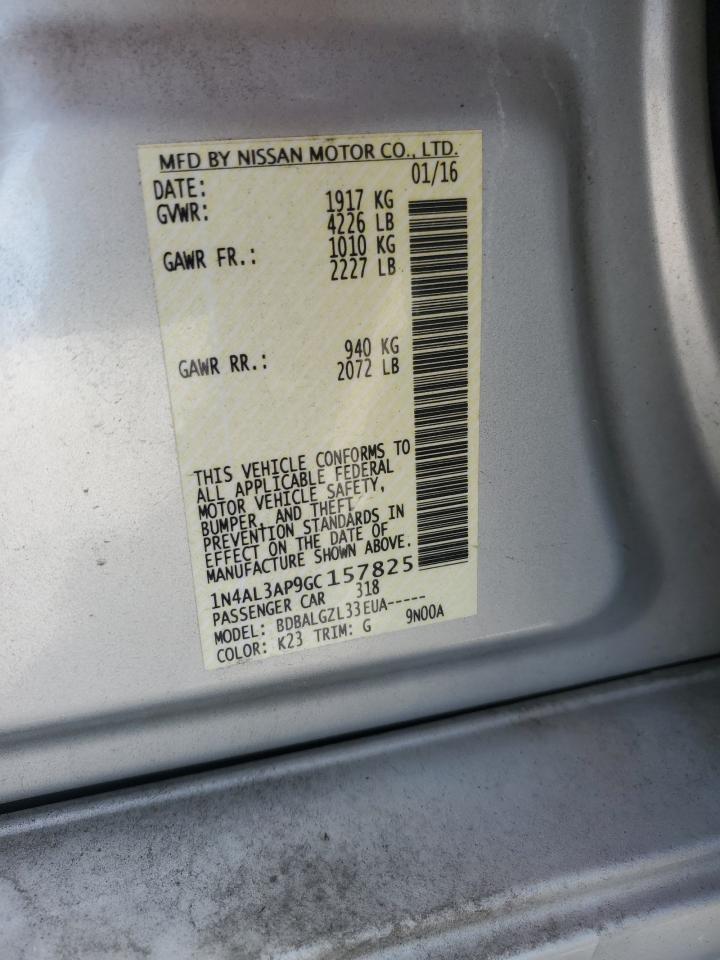 MFD BY NISSAN MOTOR CO., LTD.
DATE: 01/16
GVWR: 1917 KG
4226 LB
GAWR FR.: 1010 KG
2227 LB
GAWR RR.: 940 KG
2072 LB
THIS VEHICLE CONFORMS TO
ALL APPLICABLE FEDERAL
MOTOR VEHICLE SAFETY,
BUMPER, AND THEFT
PREVENTION STANDARDS IN
EFFECT ON THE DATE OF
MANUFACTURE SHOWN ABOVE.
1N4AL3AP9GC157825
PASSENGER CAR 318
MODEL: BDBALGZL33EUA-----
COLOR: K23 TRIM: G 9N00A